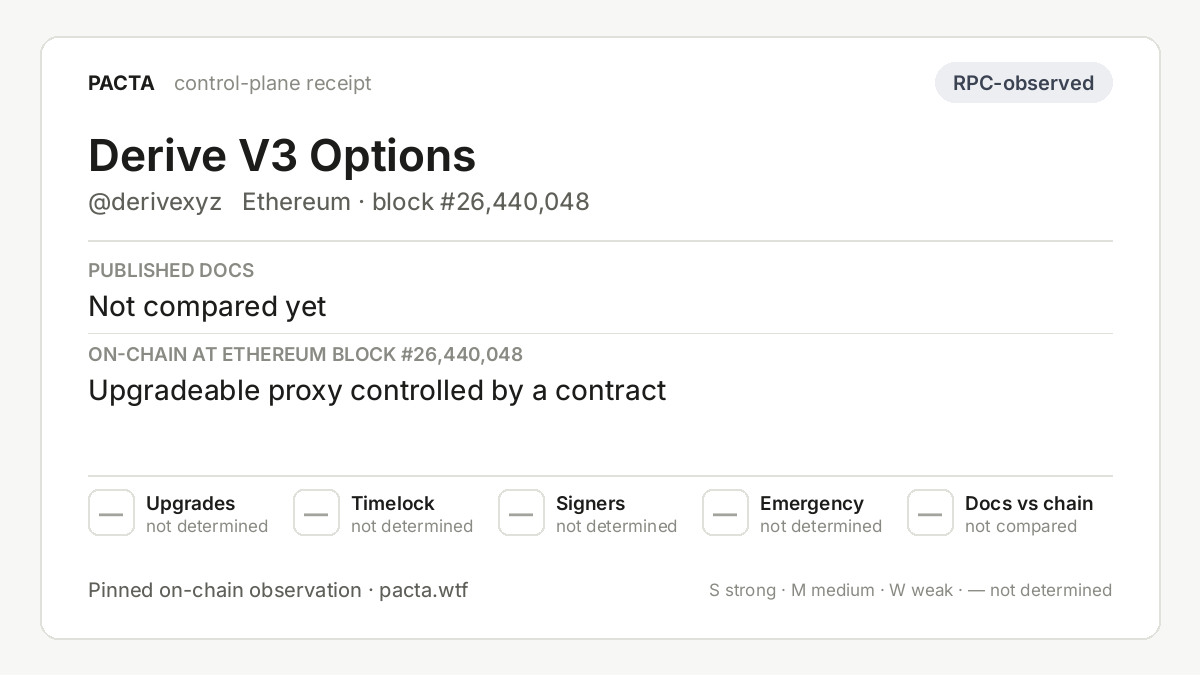 PACTA control-plane receipt RPC-observed
Derive V3 Options
@derivexyz Ethereum · block #26,440,048
PUBLISHED DOCS
Not compared yet
ON-CHAIN AT ETHEREUM BLOCK #26,440,048
Upgradeable proxy controlled by a contract
— Upgrades — Timelock — Signers — Emergency — Docs vs chain
not determined not determined not determined not determined not compared
Pinned on-chain observation · pacta.wtf S strong · M medium · W weak · — not determined